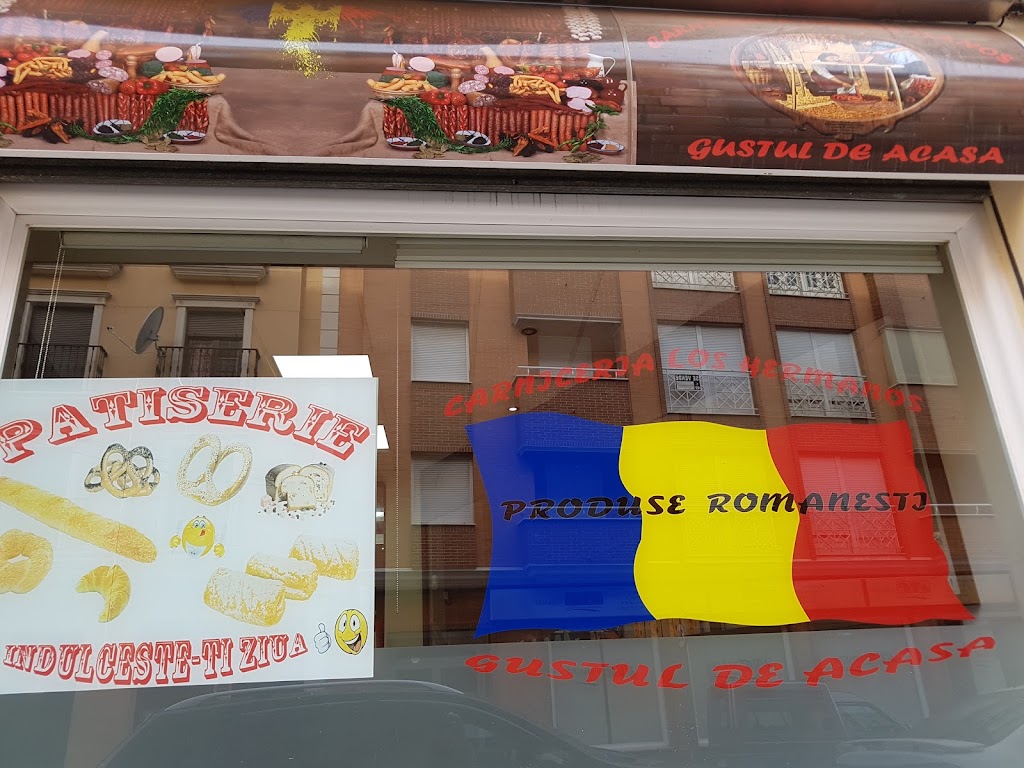 GUSTUL DE ACASA
CARNICERIA LOS HERMANOS
PRODUSE ROMANESTI
GUSTUL DE ACASA
PATISERIE
INDULCESTE-TI ZIUA